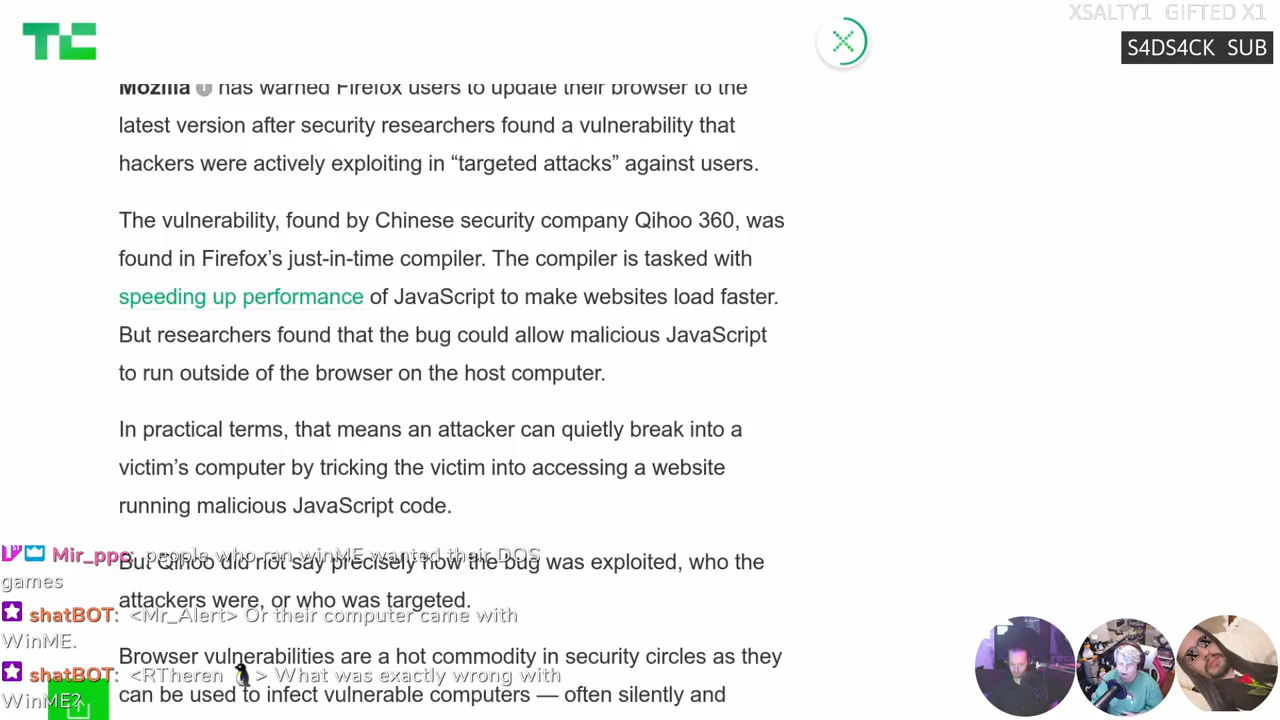 TC
XSALTY1 GIFTED X1
S4DS4CK SUB
Mozilla has warned Firefox users to update their browser to the
latest version after security researchers found a vulnerability that
hackers were actively exploiting in “targeted attacks” against users.
The vulnerability, found by Chinese security company Qihoo 360, was
found in Firefox’s just-in-time compiler. The compiler is tasked with
speeding up performance of JavaScript to make websites load faster.
But researchers found that the bug could allow malicious JavaScript
to run outside of the browser on the host computer.
In practical terms, that means an attacker can quietly break into a
victim’s computer by tricking the victim into accessing a website
running malicious JavaScript code.
But Qihoo did not say precisely how the bug was exploited, who the
attackers were, or who was targeted.
Browser vulnerabilities are a hot commodity in security circles as they
can be used to infect vulnerable computers — often silently and
Mir_ppc: people who ran winME wanted their DOS
games
shatBOT: <Mr_Alert> Or their computer came with
WinME.
shatBOT: <RTheren > What was exactly wrong with
WinME?